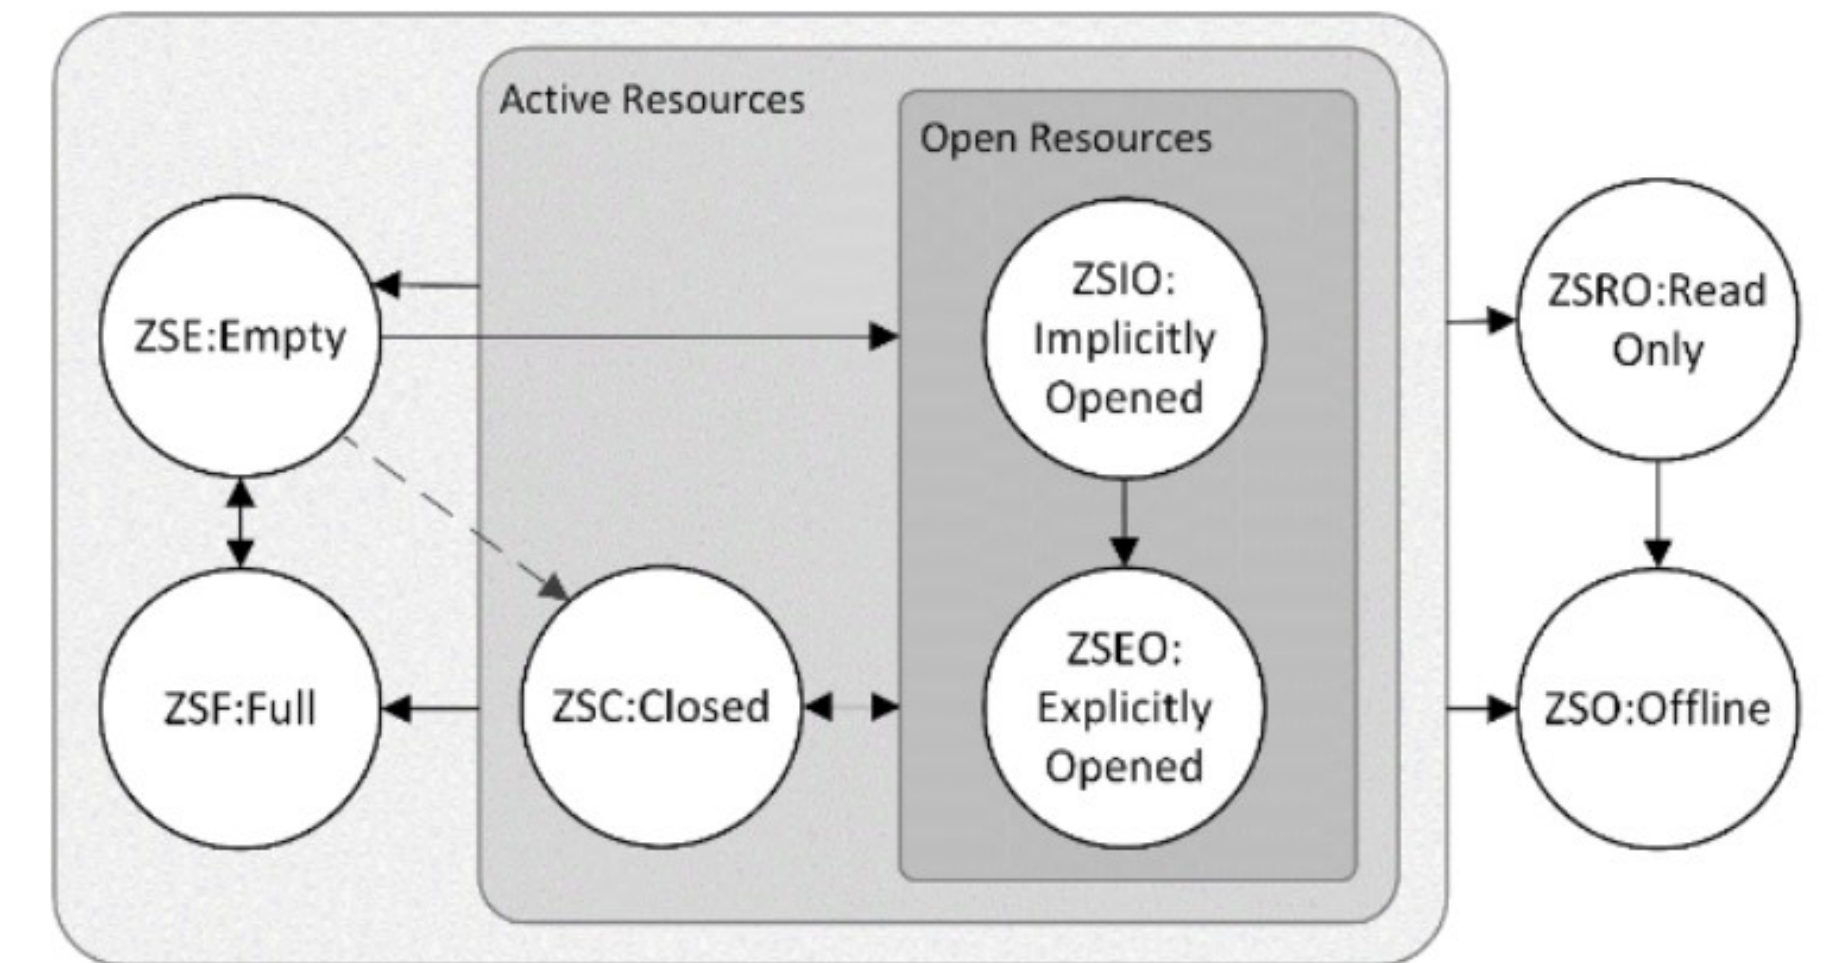 Active Resources
Open Resources
ZSE:Empty
ZSIO:
Implicitly
Opened
ZSRO:Read
Only
ZSF:Full
ZSC:Closed
ZSEO:
Explicitly
Opened
ZSO:Offline